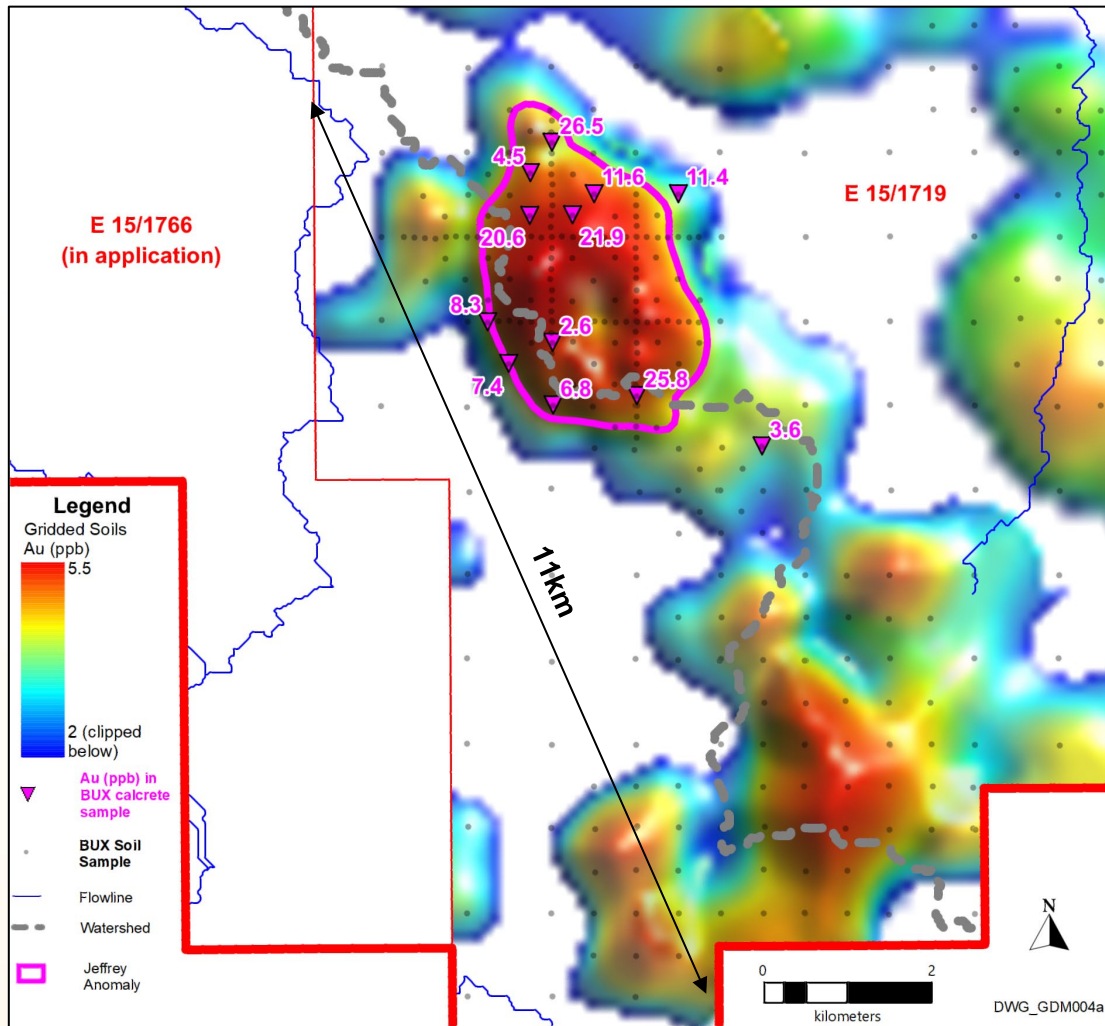 26.5
4.5
11.6
11.4
E 15/1766
(in application)
E 15/1719
20.6
21.9
8.3
2.6
7.4
6.8
25.8
3.6
11km
Legend
Gridded Soils
Au (ppb)
5.5
2 (clipped
below)
Au (ppb) in
BUX calcrete
sample
BUX Soil
Sample
Flowline
Watershed
Jeffrey
Anomaly
N
0
2
kilometers
DWG_GDM004a